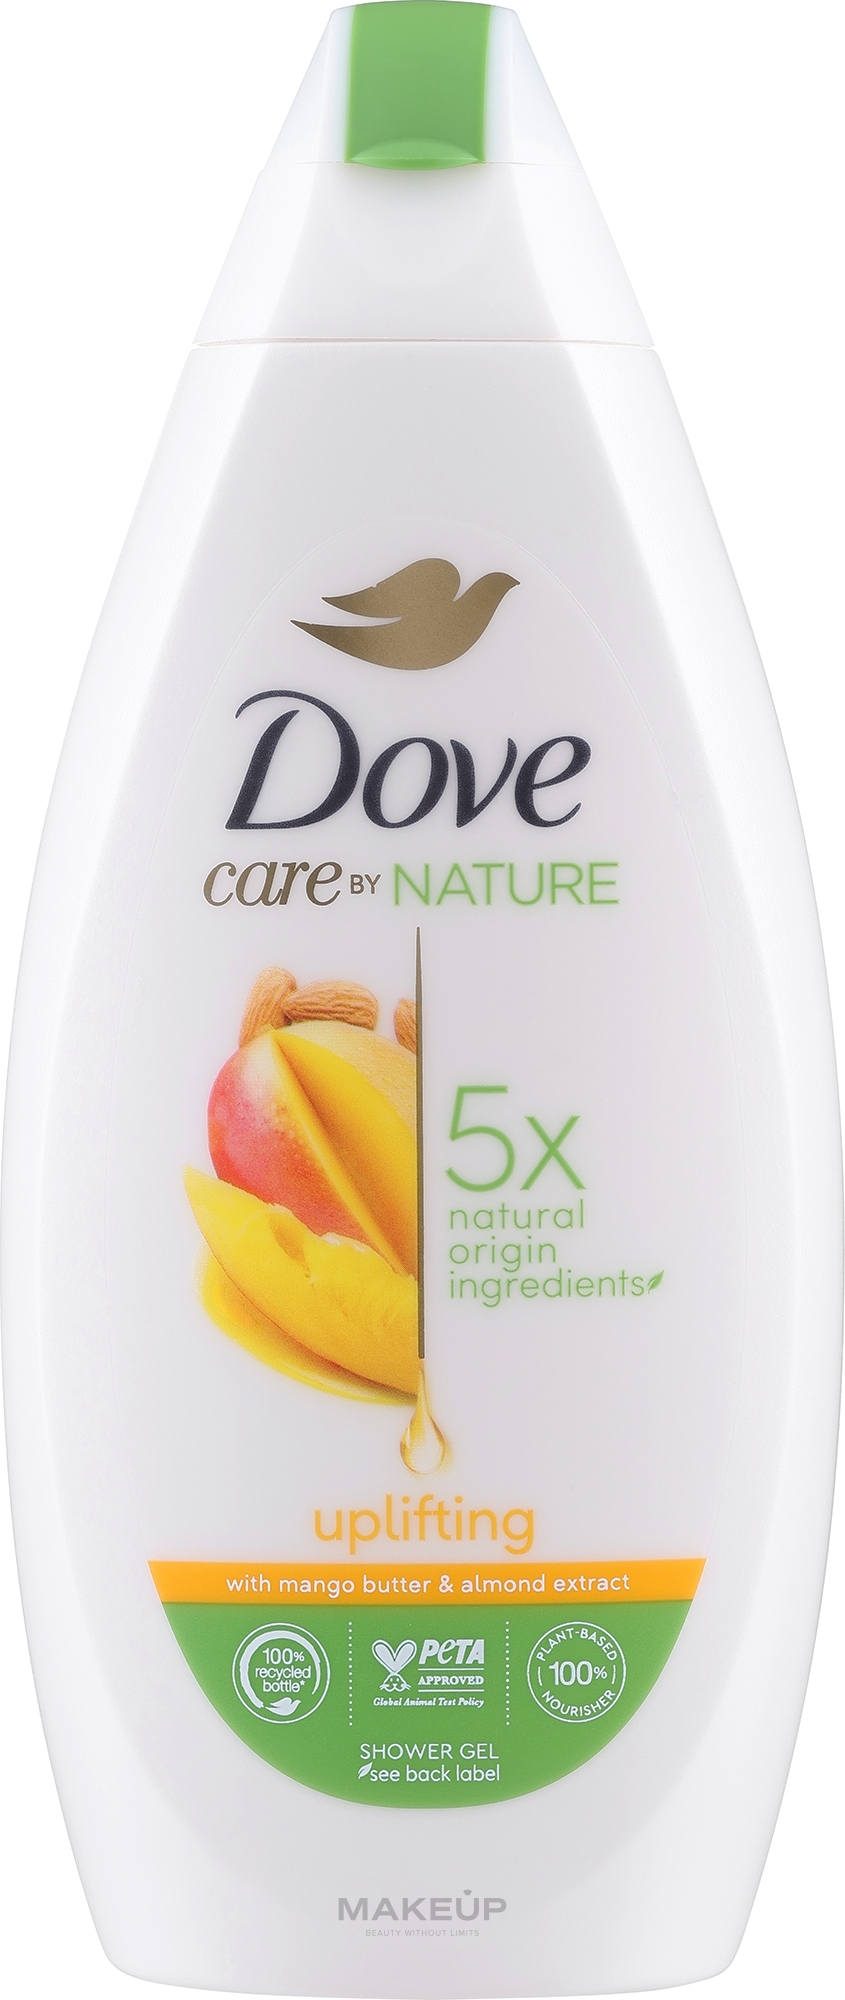 Dove
care BY NATURE
5x
natural
origin
ingredients
uplifting
with mango butter & almond extract
100%
recycled
bottle*
PETA
APPROVED
Global Animal Test Policy
PLANT-BASED
100%
NOURISHER
SHOWER GEL
see back label
MAKEUP
BEAUTY WITHOUT LIMITS